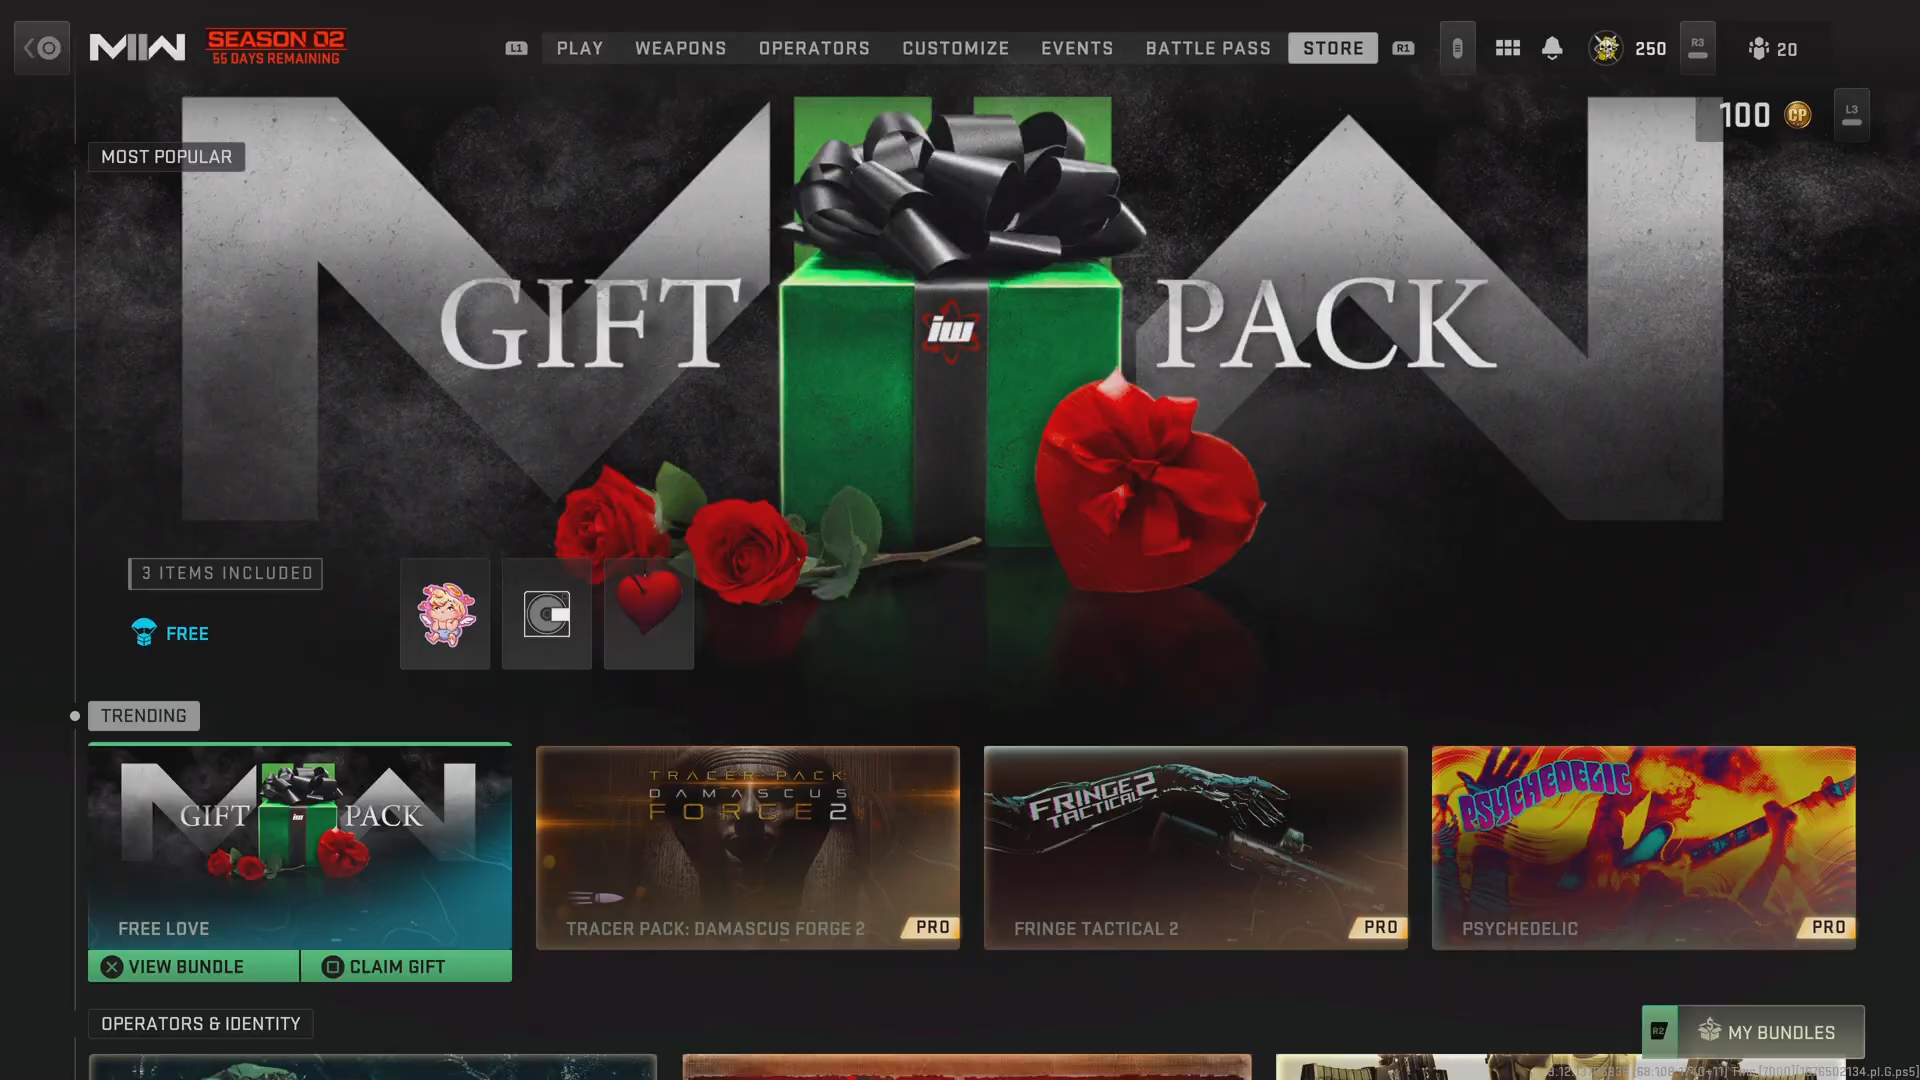 MWII
SEASON 02
55 DAYS REMAINING
L1
PLAY
WEAPONS
OPERATORS
CUSTOMIZE
EVENTS
BATTLE PASS
STORE
R1
250
R3
20
100
CP
L3
MOST POPULAR
GIFT PACK
iw
3 ITEMS INCLUDED
FREE
TRENDING
GIFT PACK
iw
FREE LOVE
VIEW BUNDLE
CLAIM GIFT
TRACER PACK
DAMASCUS
FORGE 2
TRACER PACK: DAMASCUS FORGE 2
PRO
FRINGE 2
TACTICAL
FRINGE TACTICAL 2
PRO
PSYCHEDELIC
PSYCHEDELIC
PRO
OPERATORS & IDENTITY
R2
MY BUNDLES